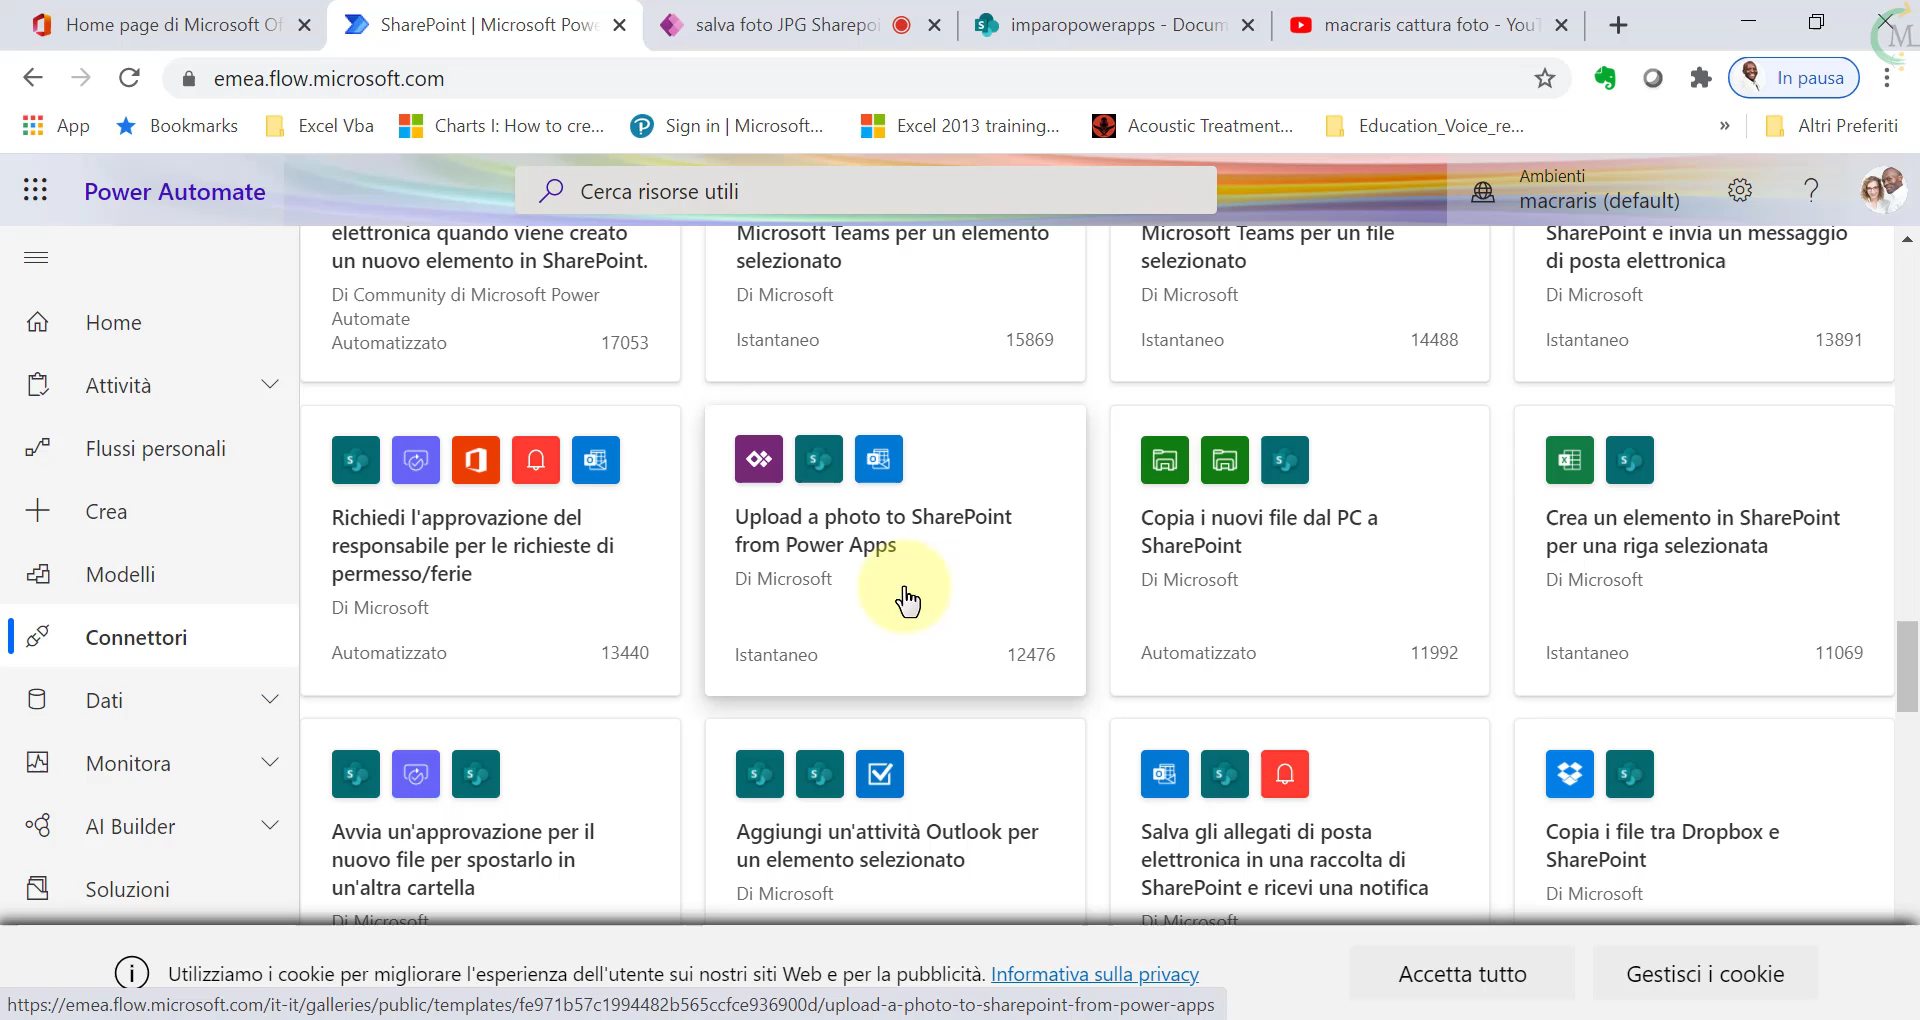 Home page di Microsoft Of
SharePoint | Microsoft Powe
salva foto JPG Sharepoi
imparopowerapps - Docum
macraris cattura foto - YouT
M
emea.flow.microsoft.com
In pausa
App
Bookmarks
Excel Vba
Charts I: How to cre...
Sign in | Microsoft...
Excel 2013 training...
Acoustic Treatment...
Education_Voice_re...
»
Altri Preferiti
Power Automate
Cerca risorse utili
Ambienti
macraris (default)
Home
Attività
Flussi personali
Crea
Modelli
Connettori
Dati
Monitora
AI Builder
Soluzioni
elettronica quando viene creato
un nuovo elemento in SharePoint.
Di Community di Microsoft Power
Automate
Automatizzato 17053
Microsoft Teams per un elemento
selezionato
Di Microsoft
Istantaneo 15869
Microsoft Teams per un file
selezionato
Di Microsoft
Istantaneo 14488
SharePoint e invia un messaggio
di posta elettronica
Di Microsoft
Istantaneo 13891
Richiedi l'approvazione del
responsabile per le richieste di
permesso/ferie
Di Microsoft
Automatizzato 13440
Upload a photo to SharePoint
from Power Apps
Di Microsoft
Istantaneo 12476
Copia i nuovi file dal PC a
SharePoint
Di Microsoft
Automatizzato 11992
Crea un elemento in SharePoint
per una riga selezionata
Di Microsoft
Istantaneo 11069
Avvia un'approvazione per il
nuovo file per spostarlo in
un'altra cartella
Di Microsoft
Aggiungi un'attività Outlook per
un elemento selezionato
Di Microsoft
Salva gli allegati di posta
elettronica in una raccolta di
SharePoint e ricevi una notifica
Di Microsoft
Copia i file tra Dropbox e
SharePoint
Di Microsoft
Utilizziamo i cookie per migliorare l'esperienza dell'utente sui nostri siti Web e per la pubblicità. Informativa sulla privacy
Accetta tutto
Gestisci i cookie
https://emea.flow.microsoft.com/it-it/galleries/public/templates/fe971b57c1994482b565ccfce936900d/upload-a-photo-to-sharepoint-from-power-apps